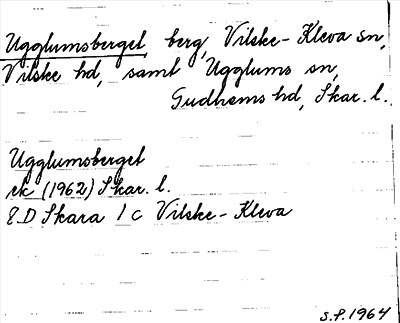 Ugglumsberget, berg, Vilske-Kleva sn,
Vilske hd, samt Ugglums sn,
Gudhems hd, Skar. l.
Ugglumsberget
ek (1962) Skar. l.
8D Skara 1 c Vilske-Kleva
S.F. 1964